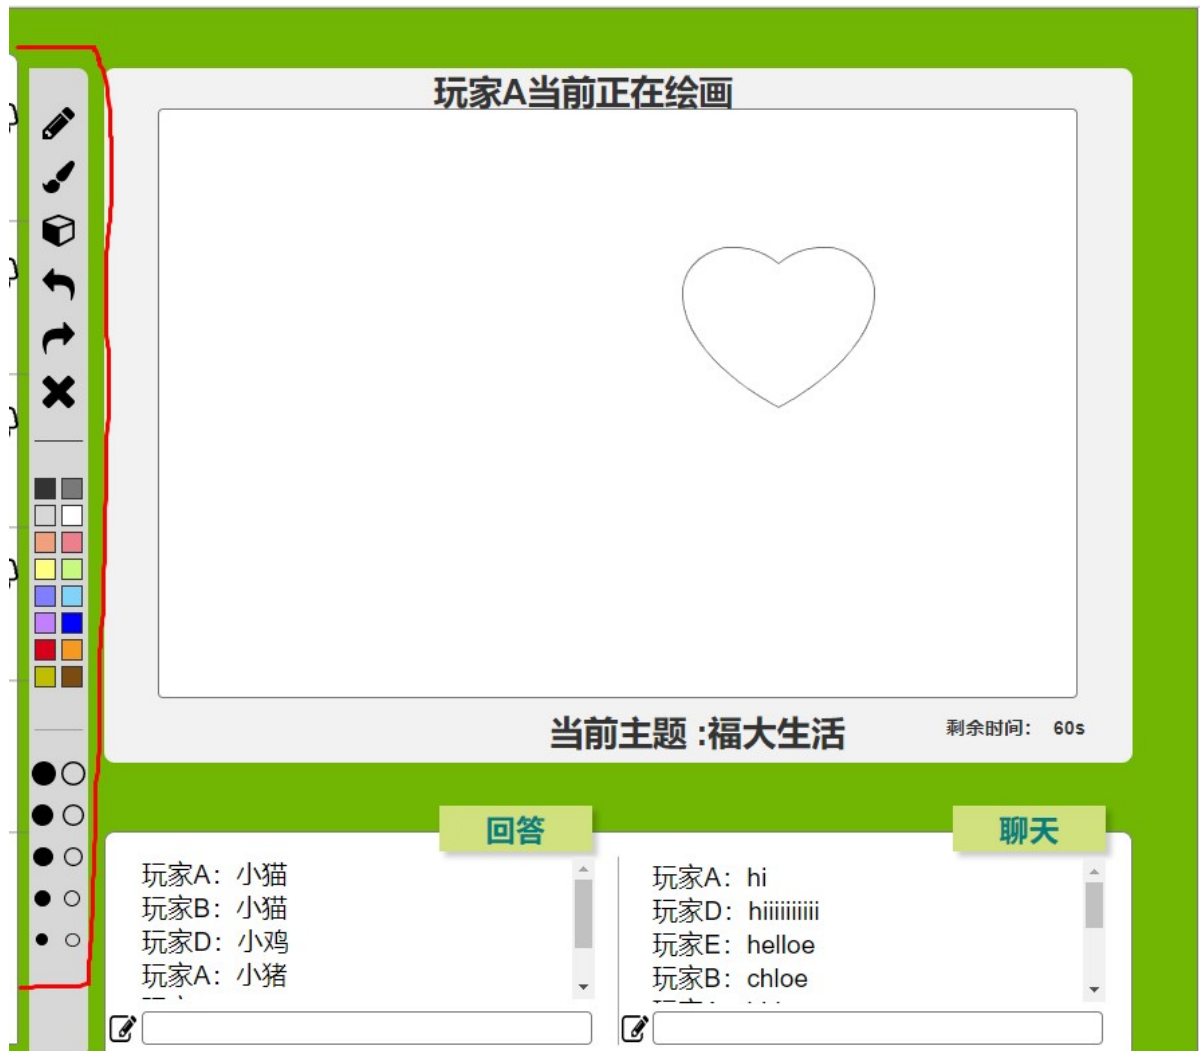 玩家A当前正在绘画
当前主题 :福大生活
剩余时间： 60s
回答
玩家A：小猫
玩家B：小猫
玩家D：小鸡
玩家A：小猪
聊天
玩家A：hi
玩家D：hiiiiiiiiii
玩家E：helloe
玩家B：chloe